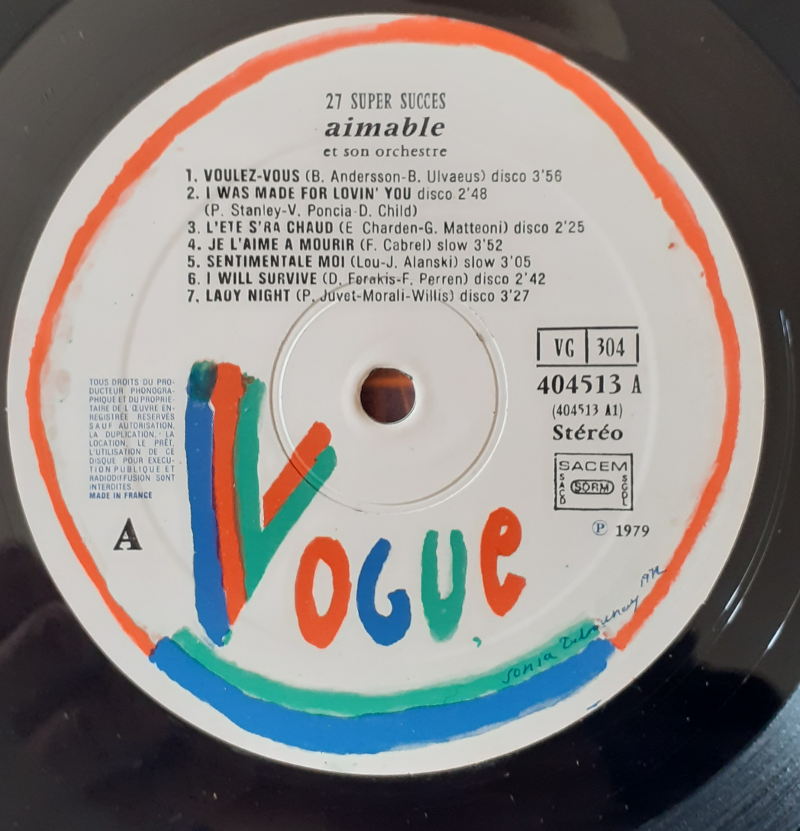 27 SUPER SUCCES
aimable
et son orchestre
1. VOULEZ-VOUS (B. Andersson-B. Ulvaeus) disco 3'56
2. I WAS MADE FOR LOVIN' YOU disco 2'48
(P. Stanley-V. Poncia-D. Child)
3. L'ETE S'RA CHAUD (E Charden-G. Matteoni) disco 2'25
4. JE L'AIME A MOURIR (F. Cabrel) slow 3'52
5. SENTIMENTALE MOI (Lou-J. Alanski) slow 3'05
6. I WILL SURVIVE (D. Ferakis-F. Perren) disco 2'42
7. LADY NIGHT (P. Juvet-Morali-Willis) disco 3'27
VG 304
404513 A
(404513 A1)
Stéréo
SACEM
SACD SDRM SGDL
℗ 1979
TOUS DROITS DU PRO-
DUCTEUR PHONOGRA-
PHIQUE ET DU PROPRIE-
TAIRE DE L'ŒUVRE EN-
REGISTRÉE RESERVES
SAUF AUTORISATION,
LA DUPLICATION, LA
LOCATION, LE PRÊT,
L'UTILISATION DE CE
DISQUE POUR EXECU-
TION PUBLIQUE ET
RADIODIFFUSION SONT
INTERDITES.
MADE IN FRANCE
A
VOGUE
Sonia Delaunay 1972